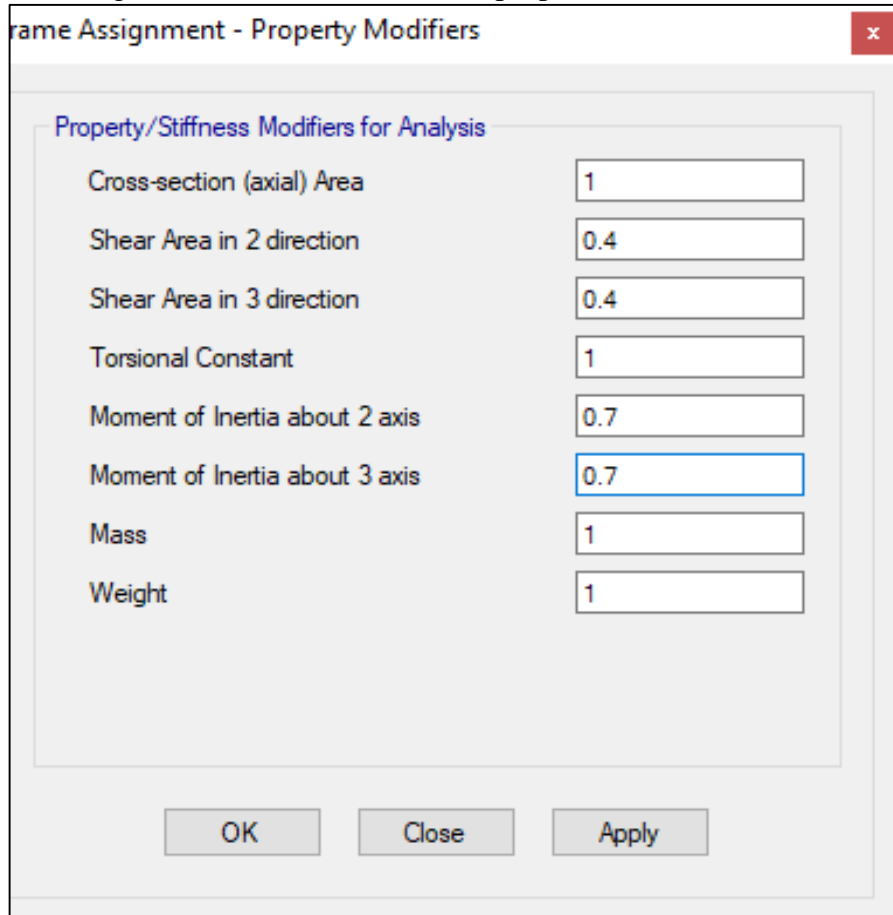 rame Assignment - Property Modifiers
x
Property/Stiffness Modifiers for Analysis
Cross-section (axial) Area 1
Shear Area in 2 direction 0.4
Shear Area in 3 direction 0.4
Torsional Constant 1
Moment of Inertia about 2 axis 0.7
Moment of Inertia about 3 axis 0.7
Mass 1
Weight 1
OK Close Apply